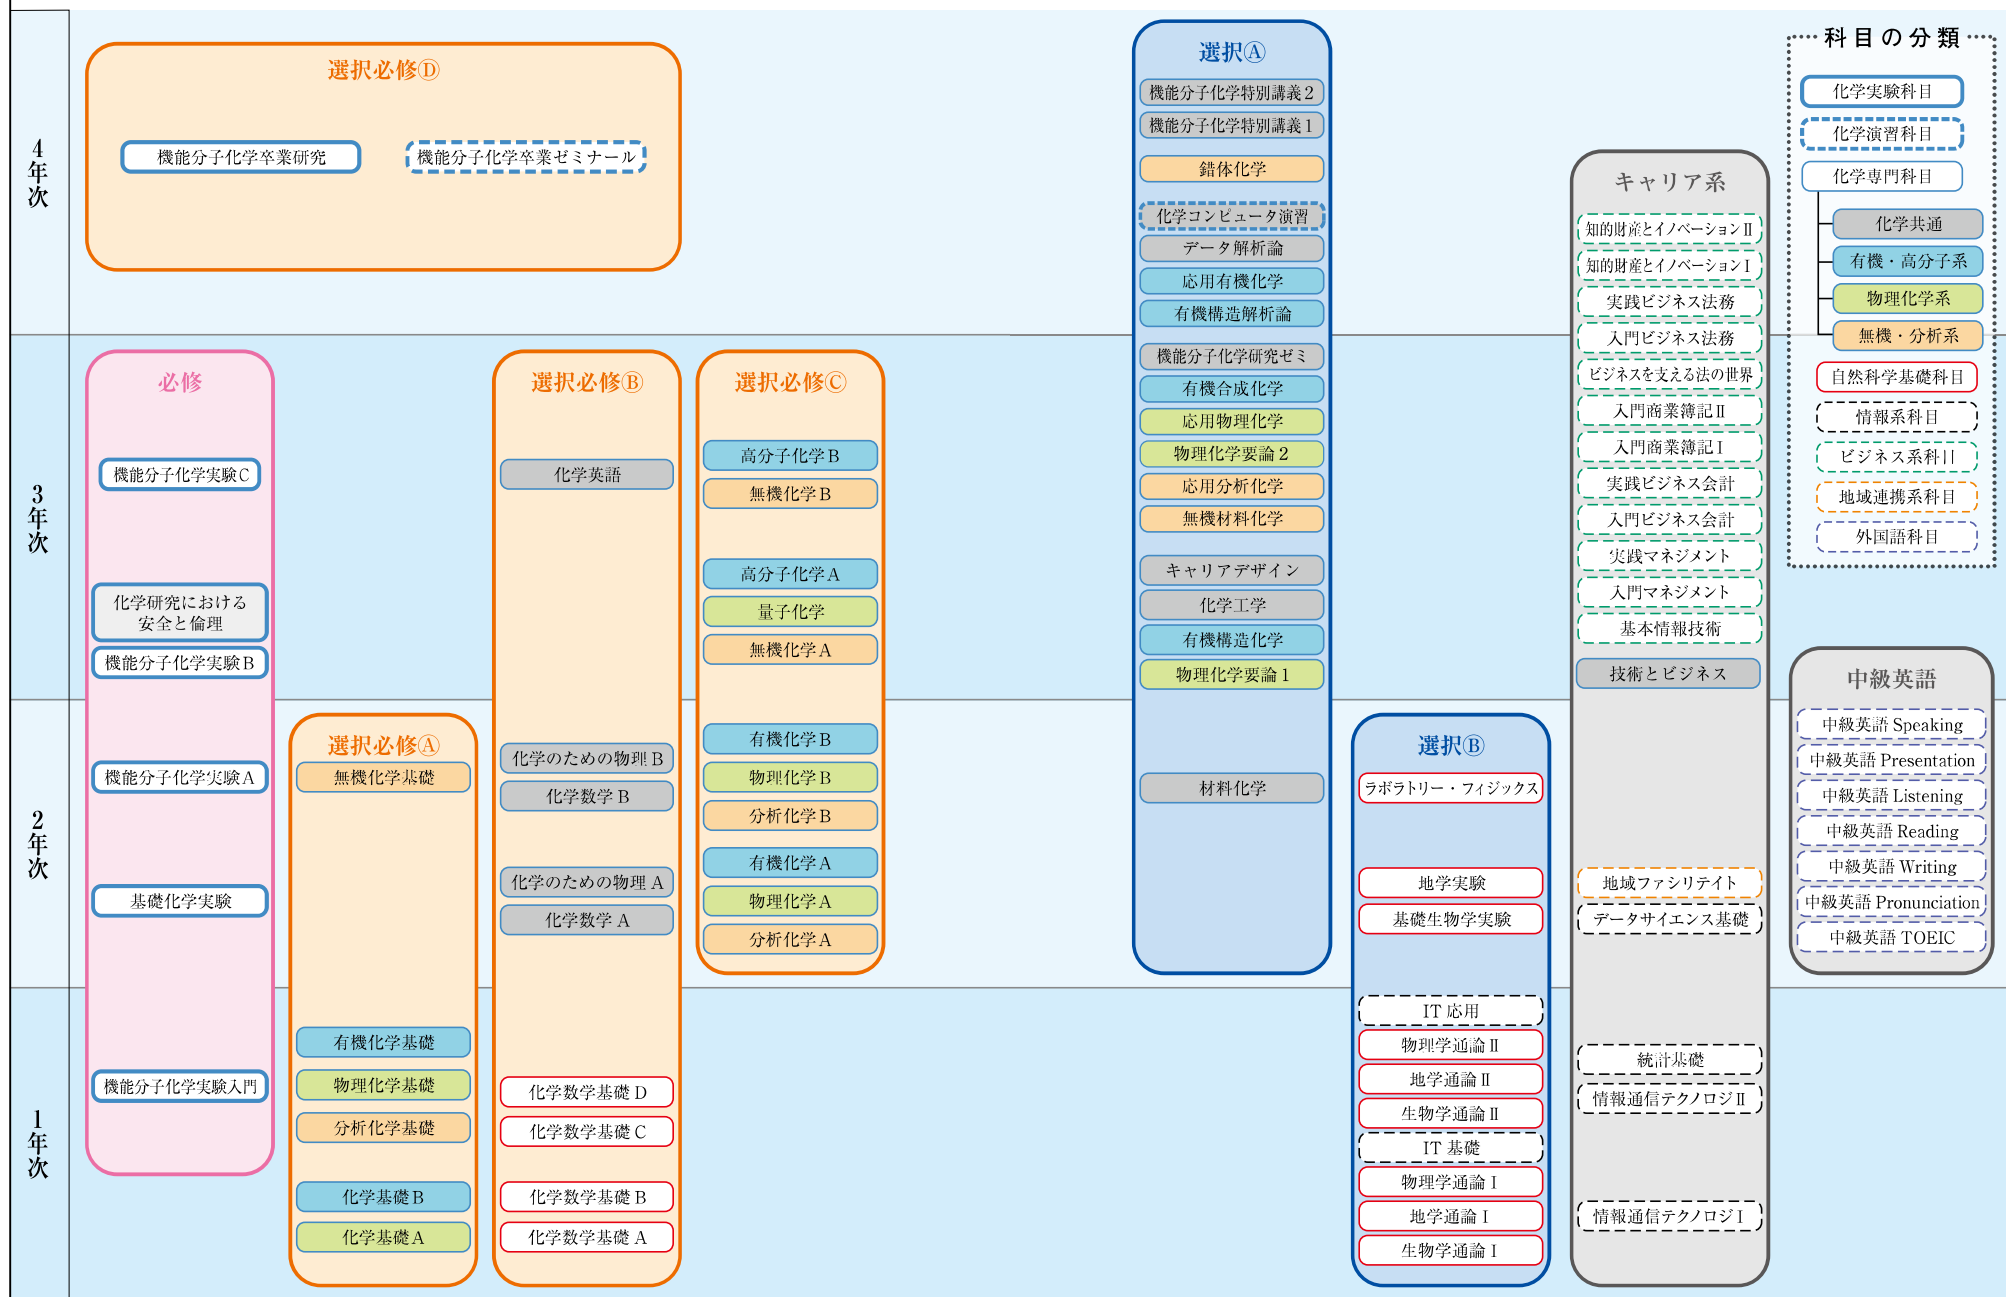 4年次
3年次
2年次
1年次
選択必修Ⓓ
機能分子化学卒業研究
機能分子化学卒業ゼミナール
必修
機能分子化学実験C
化学研究における
安全と倫理
機能分子化学実験B
機能分子化学実験A
基礎化学実験
機能分子化学実験入門
選択必修Ⓐ
無機化学基礎
有機化学基礎
物理化学基礎
分析化学基礎
化学基礎B
化学基礎A
選択必修Ⓑ
化学英語
化学のための物理 B
化学数学 B
化学のための物理 A
化学数学 A
化学数学基礎 D
化学数学基礎 C
化学数学基礎 B
化学数学基礎 A
選択必修Ⓒ
高分子化学B
無機化学B
高分子化学A
量子化学
無機化学A
有機化学B
物理化学B
分析化学B
有機化学A
物理化学A
分析化学A
選択Ⓐ
機能分子化学特別講義2
機能分子化学特別講義1
錯体化学
化学コンピュータ演習
データ解析論
応用有機化学
有機構造解析論
機能分子化学研究ゼミ
有機合成化学
応用物理化学
物理化学要論2
応用分析化学
無機材料化学
キャリアデザイン
化学工学
有機構造化学
物理化学要論1
材料化学
選択Ⓑ
ラボラトリー・フィジックス
地学実験
基礎生物学実験
IT 応用
物理学通論Ⅱ
地学通論Ⅱ
生物学通論Ⅱ
IT 基礎
物理学通論Ⅰ
地学通論Ⅰ
生物学通論Ⅰ
キャリア系
知的財産とイノベーションⅡ
知的財産とイノベーションⅠ
実践ビジネス法務
入門ビジネス法務
ビジネスを支える法の世界
入門商業簿記Ⅱ
入門商業簿記Ⅰ
実践ビジネス会計
入門ビジネス会計
実践マネジメント
入門マネジメント
基本情報技術
技術とビジネス
地域ファシリテイト
データサイエンス基礎
統計基礎
情報通信テクノロジⅡ
情報通信テクノロジⅠ
科目の分類
化学実験科目
化学演習科目
化学専門科目
化学共通
有機・高分子系
物理化学系
無機・分析系
自然科学基礎科目
情報系科目
ビジネス系科目
地域連携系科目
外国語科目
中級英語
中級英語 Speaking
中級英語 Presentation
中級英語 Listening
中級英語 Reading
中級英語 Writing
中級英語 Pronunciation
中級英語 TOEIC